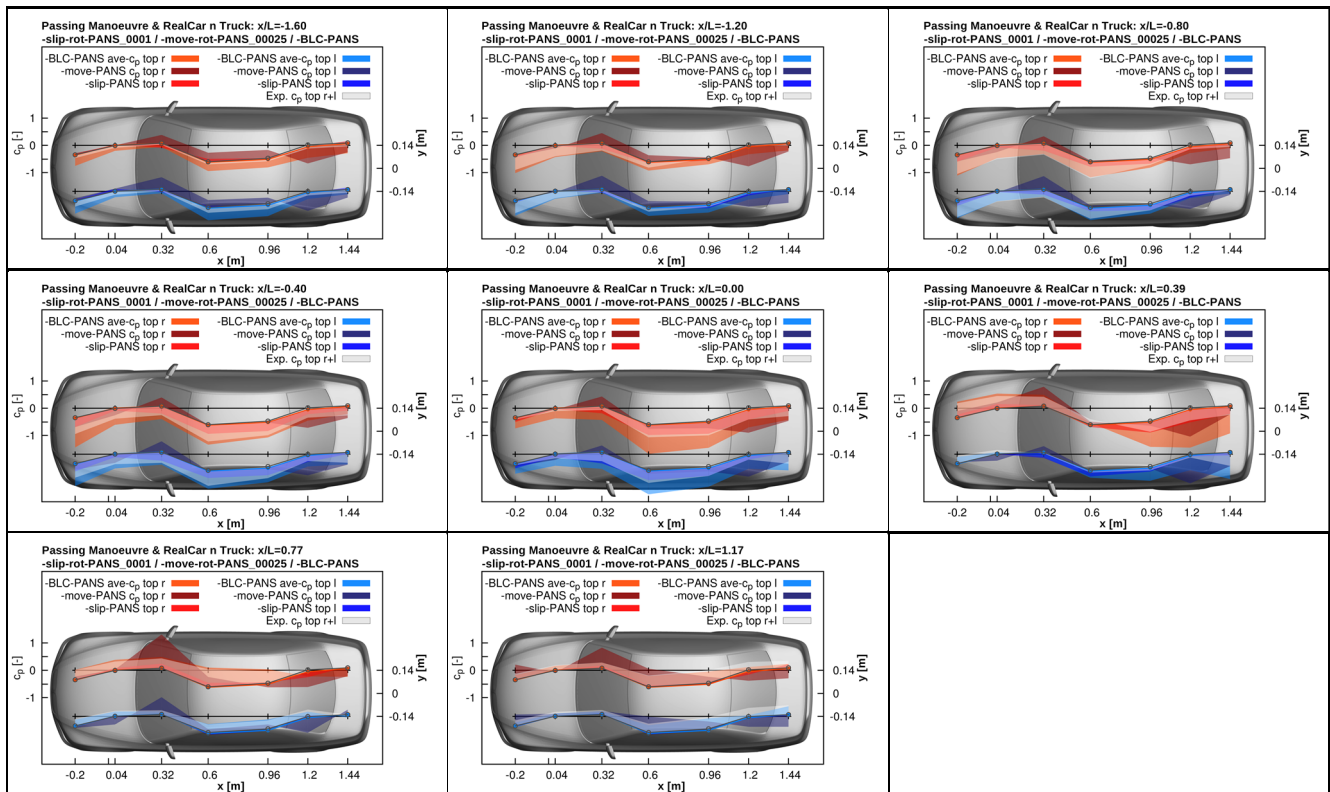 Passing Manoeuvre & RealCar n Truck: x/L=-1.60
-slip-rot-PANS_0001 / -move-rot-PANS_00025 / -BLC-PANS
-BLC-PANS ave-cp top r -BLC-PANS ave-cp top l
-move-PANS cp top r -move-PANS cp top l
-slip-PANS top r -slip-PANS top l
Exp. cp top r+l
cp [-]
1
0
-1
0.14
0
-0.14
y [m]
-0.2 0.04 0.32 0.6 0.96 1.2 1.44
x [m]
Passing Manoeuvre & RealCar n Truck: x/L=-1.20
-slip-rot-PANS_0001 / -move-rot-PANS_00025 / -BLC-PANS
-BLC-PANS ave-cp top r -BLC-PANS ave-cp top l
-move-PANS cp top r -move-PANS cp top l
-slip-PANS top r -slip-PANS top l
Exp. cp top r+l
cp [-]
1
0
-1
0.14
0
-0.14
y [m]
-0.2 0.04 0.32 0.6 0.96 1.2 1.44
x [m]
Passing Manoeuvre & RealCar n Truck: x/L=-0.80
-slip-rot-PANS_0001 / -move-rot-PANS_00025 / -BLC-PANS
-BLC-PANS ave-cp top r -BLC-PANS ave-cp top l
-move-PANS cp top r -move-PANS cp top l
-slip-PANS top r -slip-PANS top l
Exp. cp top r+l
cp [-]
1
0
-1
0.14
0
-0.14
y [m]
-0.2 0.04 0.32 0.6 0.96 1.2 1.44
x [m]
Passing Manoeuvre & RealCar n Truck: x/L=-0.40
-slip-rot-PANS_0001 / -move-rot-PANS_00025 / -BLC-PANS
-BLC-PANS ave-cp top r -BLC-PANS ave-cp top l
-move-PANS cp top r -move-PANS cp top l
-slip-PANS top r -slip-PANS top l
Exp. cp top r+l
cp [-]
1
0
-1
0.14
0
-0.14
y [m]
-0.2 0.04 0.32 0.6 0.96 1.2 1.44
x [m]
Passing Manoeuvre & RealCar n Truck: x/L=0.00
-slip-rot-PANS_0001 / -move-rot-PANS_00025 / -BLC-PANS
-BLC-PANS ave-cp top r -BLC-PANS ave-cp top l
-move-PANS cp top r -move-PANS cp top l
-slip-PANS top r -slip-PANS top l
Exp. cp top r+l
cp [-]
1
0
-1
0.14
0
-0.14
y [m]
-0.2 0.04 0.32 0.6 0.96 1.2 1.44
x [m]
Passing Manoeuvre & RealCar n Truck: x/L=0.39
-slip-rot-PANS_0001 / -move-rot-PANS_00025 / -BLC-PANS
-BLC-PANS ave-cp top r -BLC-PANS ave-cp top l
-move-PANS cp top r -move-PANS cp top l
-slip-PANS top r -slip-PANS top l
Exp. cp top r+l
cp [-]
1
0
-1
0.14
0
-0.14
y [m]
-0.2 0.04 0.32 0.6 0.96 1.2 1.44
x [m]
Passing Manoeuvre & RealCar n Truck: x/L=0.77
-slip-rot-PANS_0001 / -move-rot-PANS_00025 / -BLC-PANS
-BLC-PANS ave-cp top r -BLC-PANS ave-cp top l
-move-PANS cp top r -move-PANS cp top l
-slip-PANS top r -slip-PANS top l
Exp. cp top r+l
cp [-]
1
0
-1
0.14
0
-0.14
y [m]
-0.2 0.04 0.32 0.6 0.96 1.2 1.44
x [m]
Passing Manoeuvre & RealCar n Truck: x/L=1.17
-slip-rot-PANS_0001 / -move-rot-PANS_00025 / -BLC-PANS
-BLC-PANS ave-cp top r -BLC-PANS ave-cp top l
-move-PANS cp top r -move-PANS cp top l
-slip-PANS top r -slip-PANS top l
Exp. cp top r+l
cp [-]
1
0
-1
0.14
0
-0.14
y [m]
-0.2 0.04 0.32 0.6 0.96 1.2 1.44
x [m]